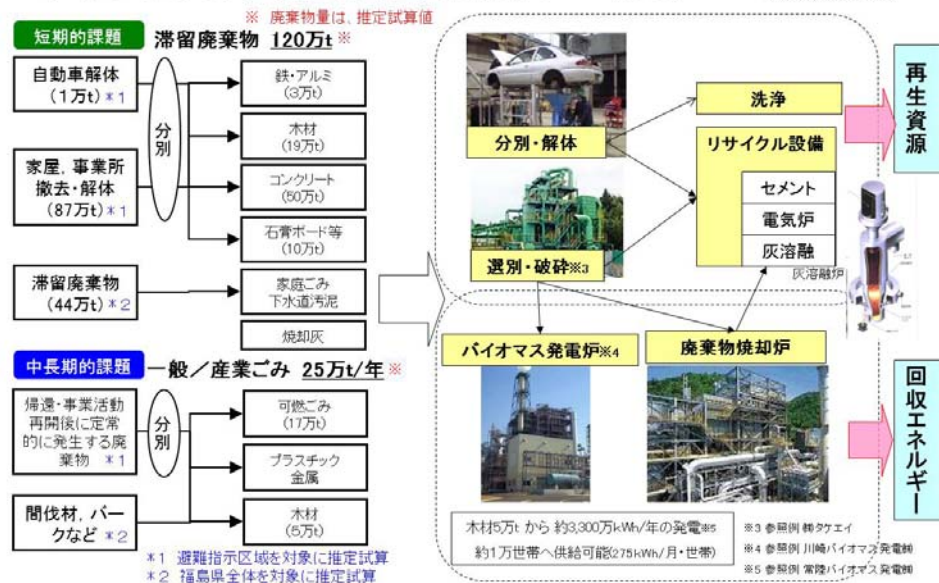 ※ 廃棄物量は、推定試算値
短期的課題
滞留廃棄物 120万t ※
自動車解体
(1万t) *1
家屋, 事業所
撤去・解体
(87万t) *1
滞留廃棄物
(44万t) *2
分別
鉄・アルミ
(3万t)
木材
(19万t)
コンクリート
(50万t)
石膏ボード等
(10万t)
家庭ごみ
下水道汚泥
焼却灰
中長期的課題
一般/産業ごみ 25万t/年 ※
帰還・事業活動
再開後に定常
的に発生する廃
棄物 *1
間伐材, バー
クなど *2
分別
可燃ごみ
(17万t)
プラスチック
金属
木材
(5万t)
*1 避難指示区域を対象に推定試算
*2 福島県全体を対象に推定試算
分別・解体
選別・破砕※3
洗浄
リサイクル設備
セメント
電気炉
灰溶融
灰溶融炉
バイオマス発電炉※4
廃棄物焼却炉
木材5万t から 約3,300万kWh/年の発電※5
約1万世帯へ供給可能(275kWh/月・世帯)
※3 参照例 ㈱タケエイ
※4 参照例 川崎バイオマス発電㈱
※5 参照例 常陸バイオマス発電㈱
再生資源
回収エネルギー